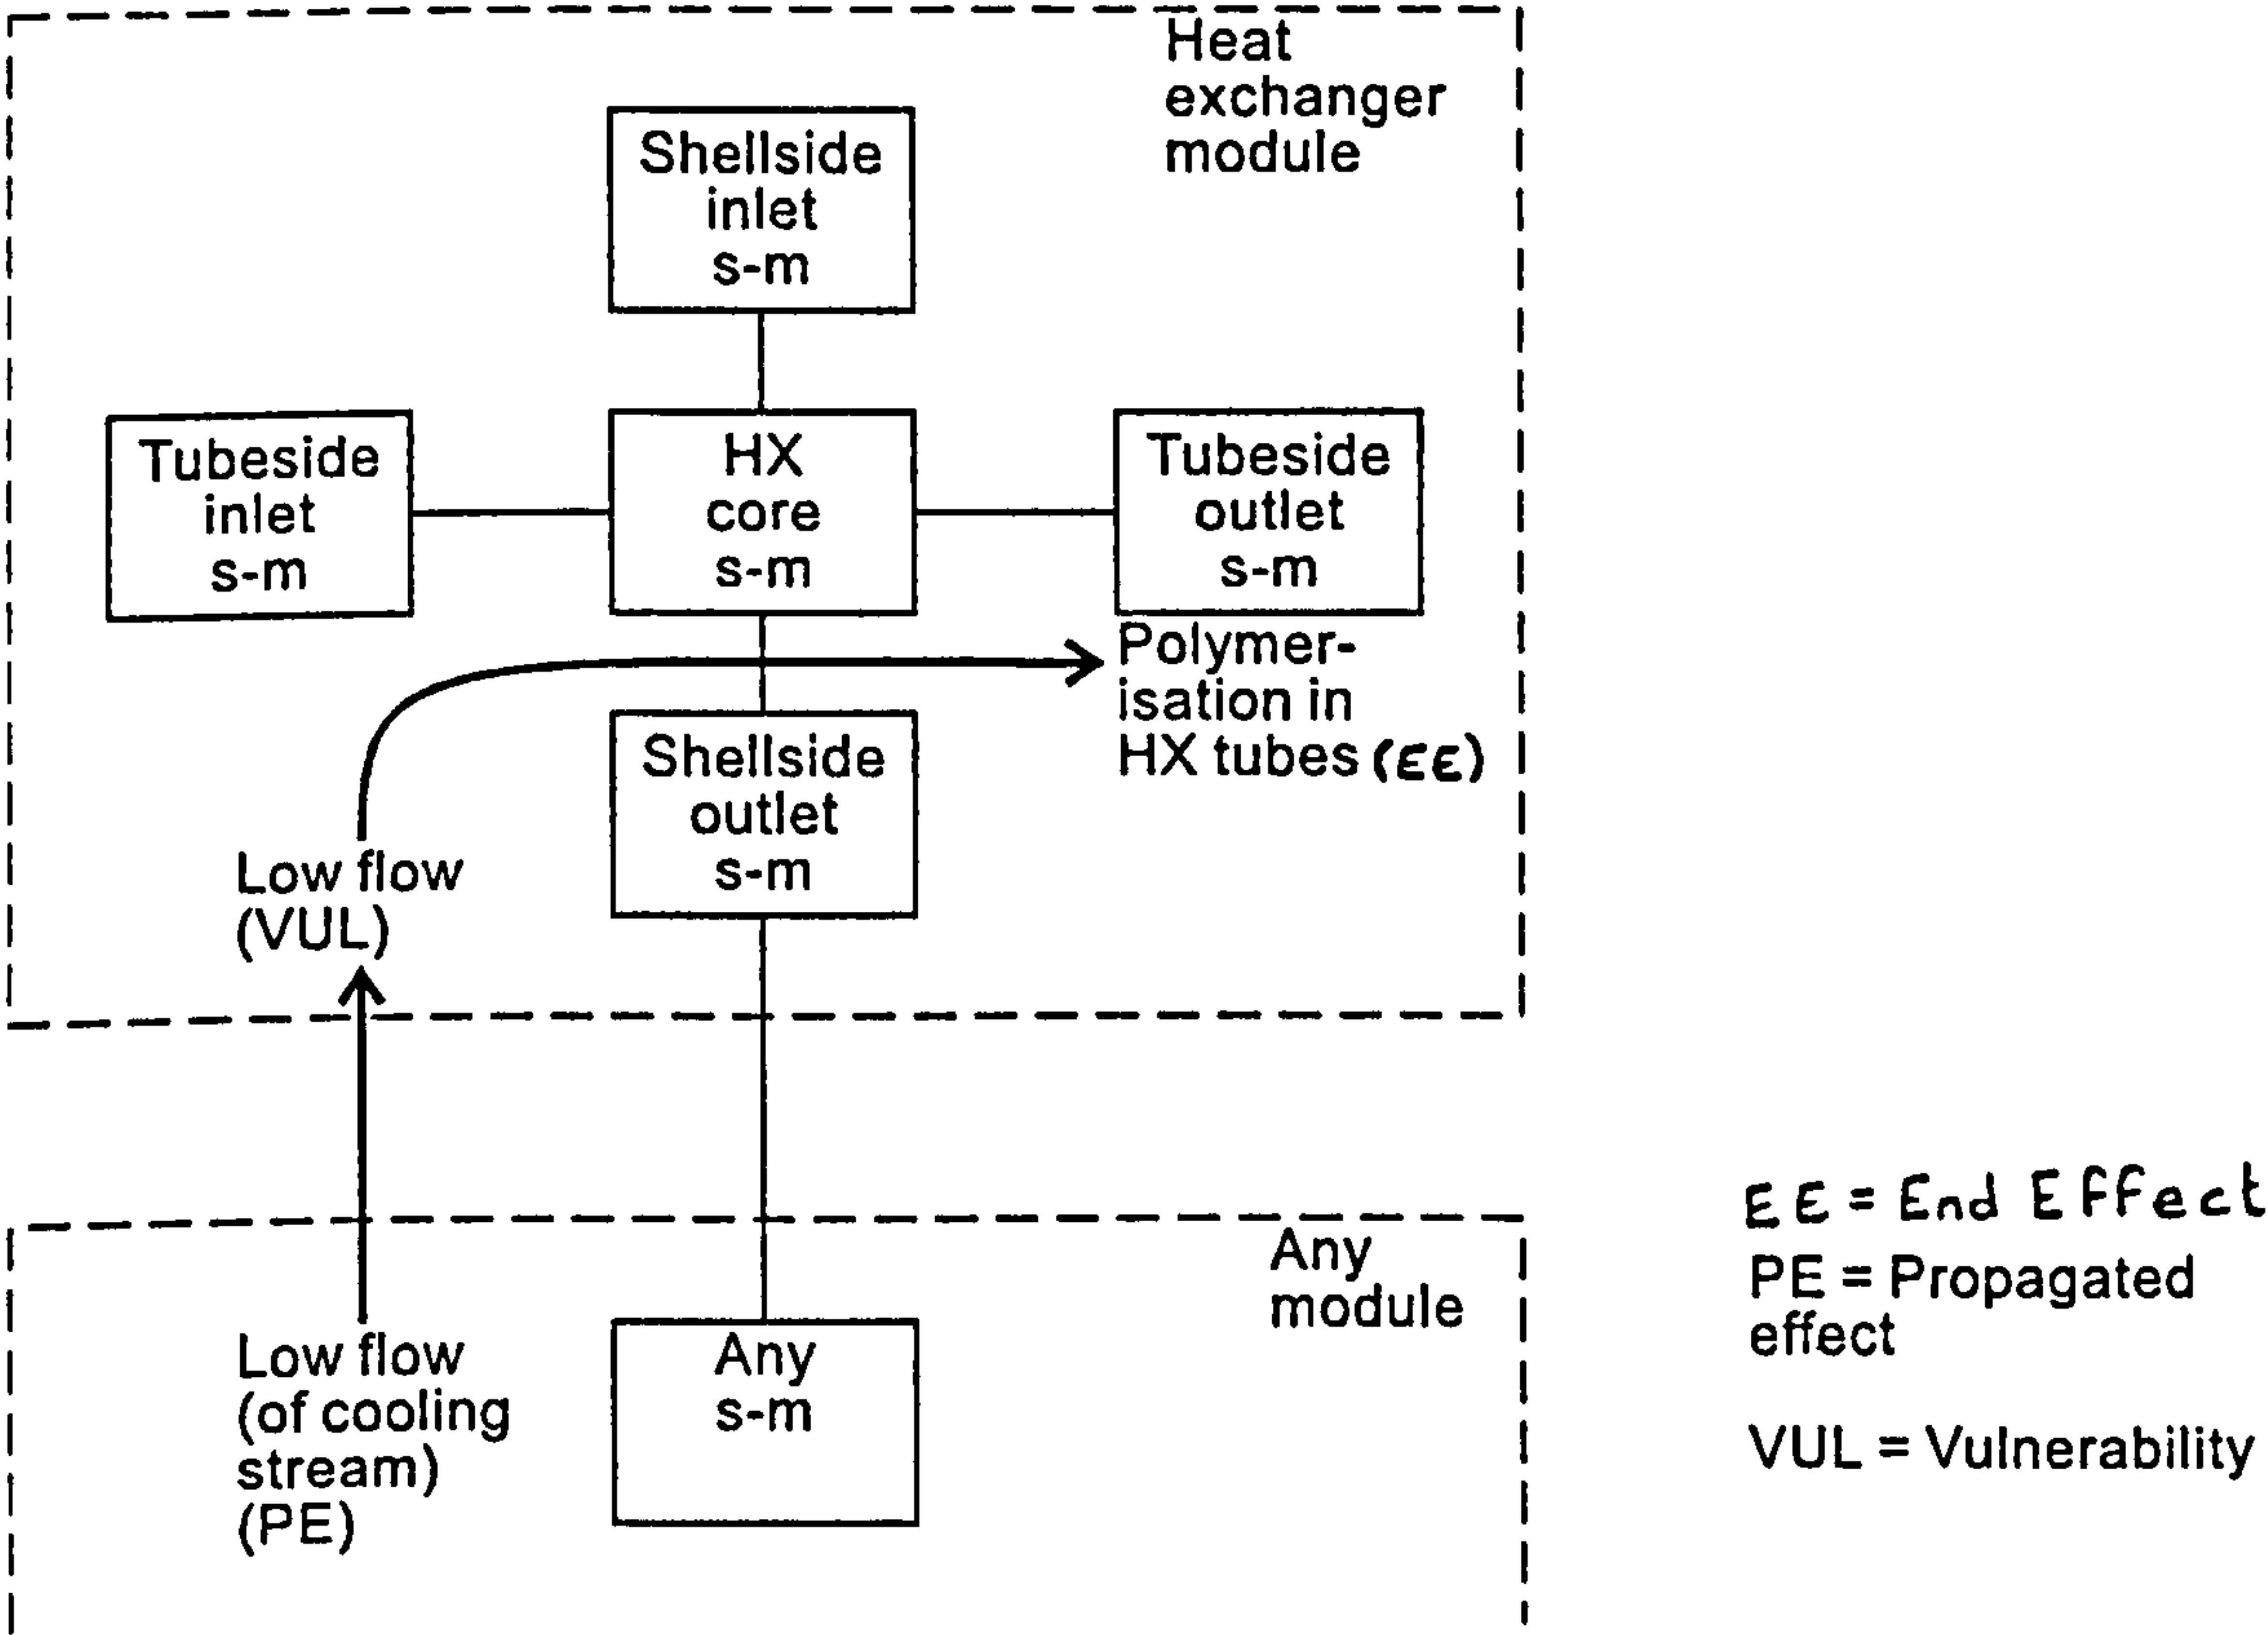 Heat
exchanger
module
Shellside
inlet
s-m
Tubeside
inlet
s-m
HX
core
s-m
Tubeside
outlet
s-m
Polymer-
isation in
HX tubes (EE)
Shellside
outlet
s-m
Low flow
(VUL)
Any
module
Low flow
(of cooling
stream)
(PE)
Any
s-m
EE = End Effect
PE = Propagated
effect
VUL = Vulnerability